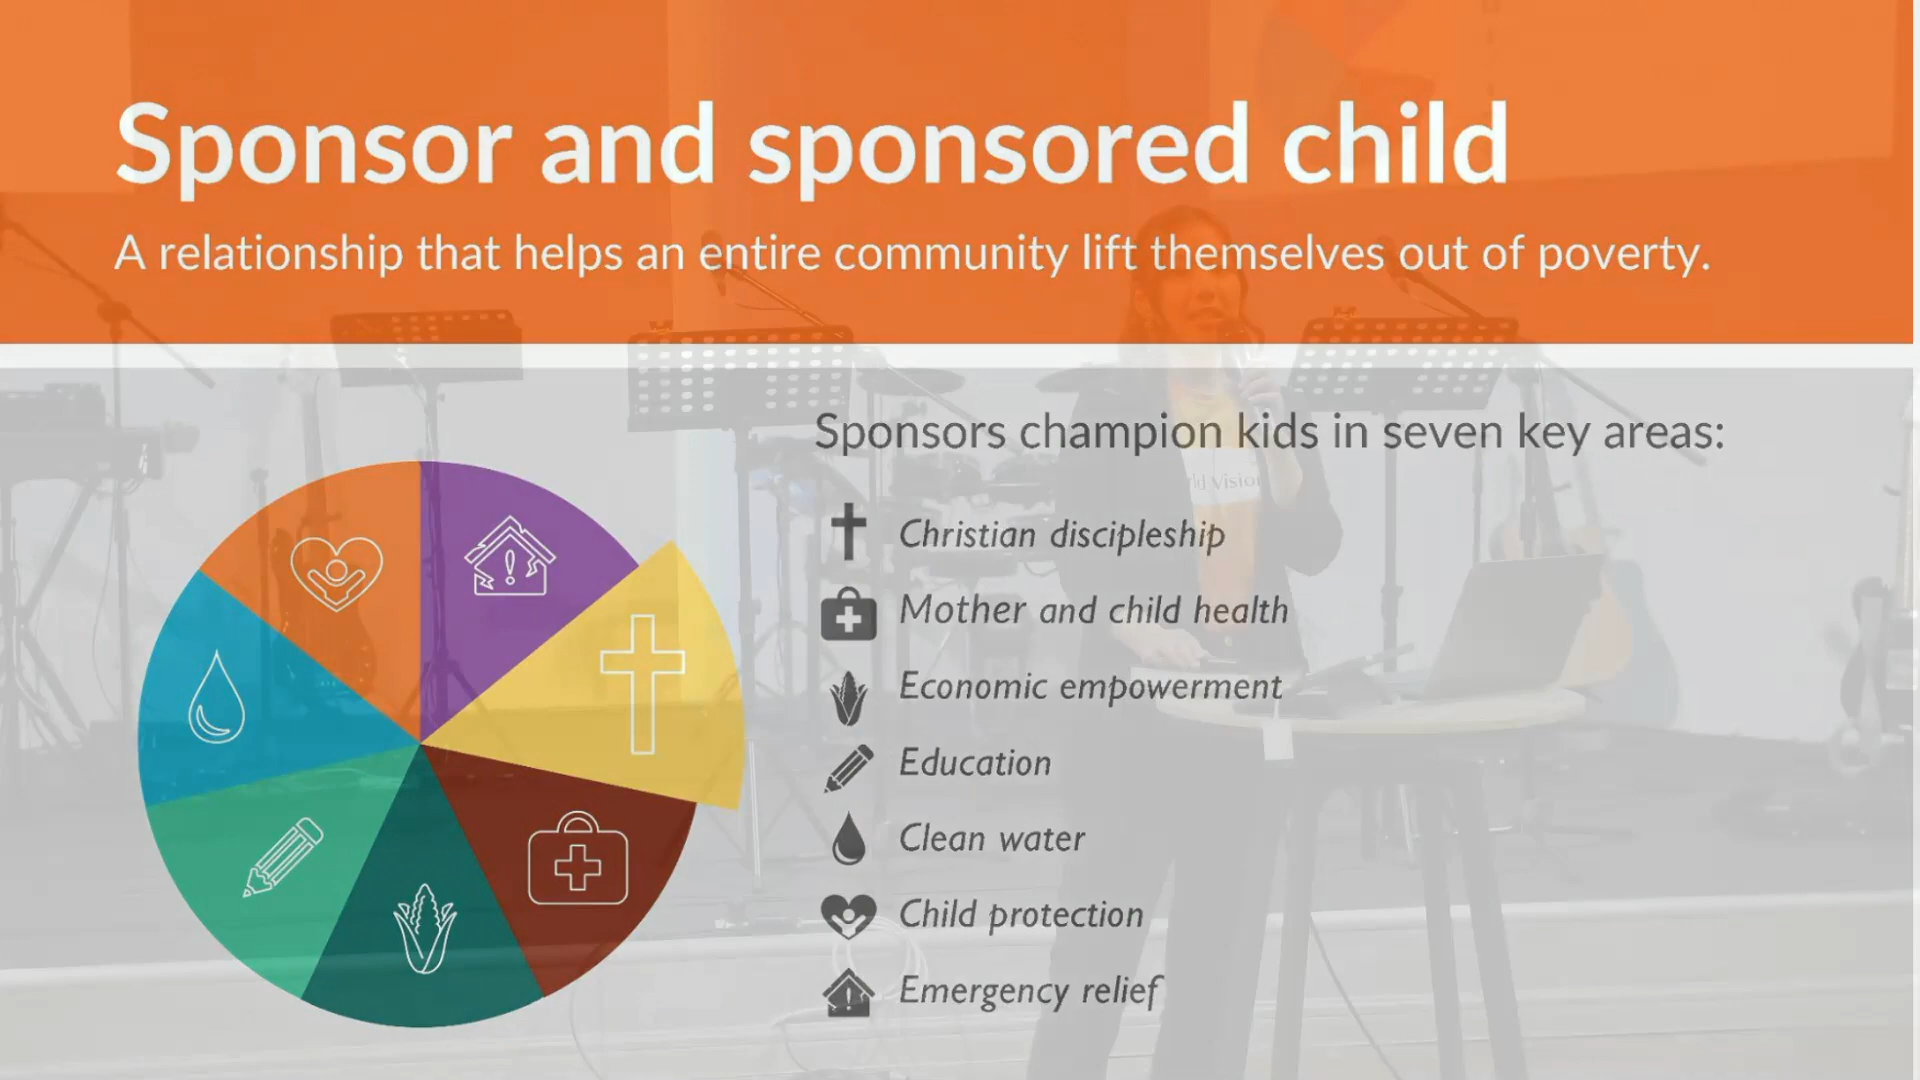 Sponsor and sponsored child
A relationship that helps an entire community lift themselves out of poverty.
Sponsors champion kids in seven key areas:
Christian discipleship
Mother and child health
Economic empowerment
Education
Clean water
Child protection
Emergency relief
Vision